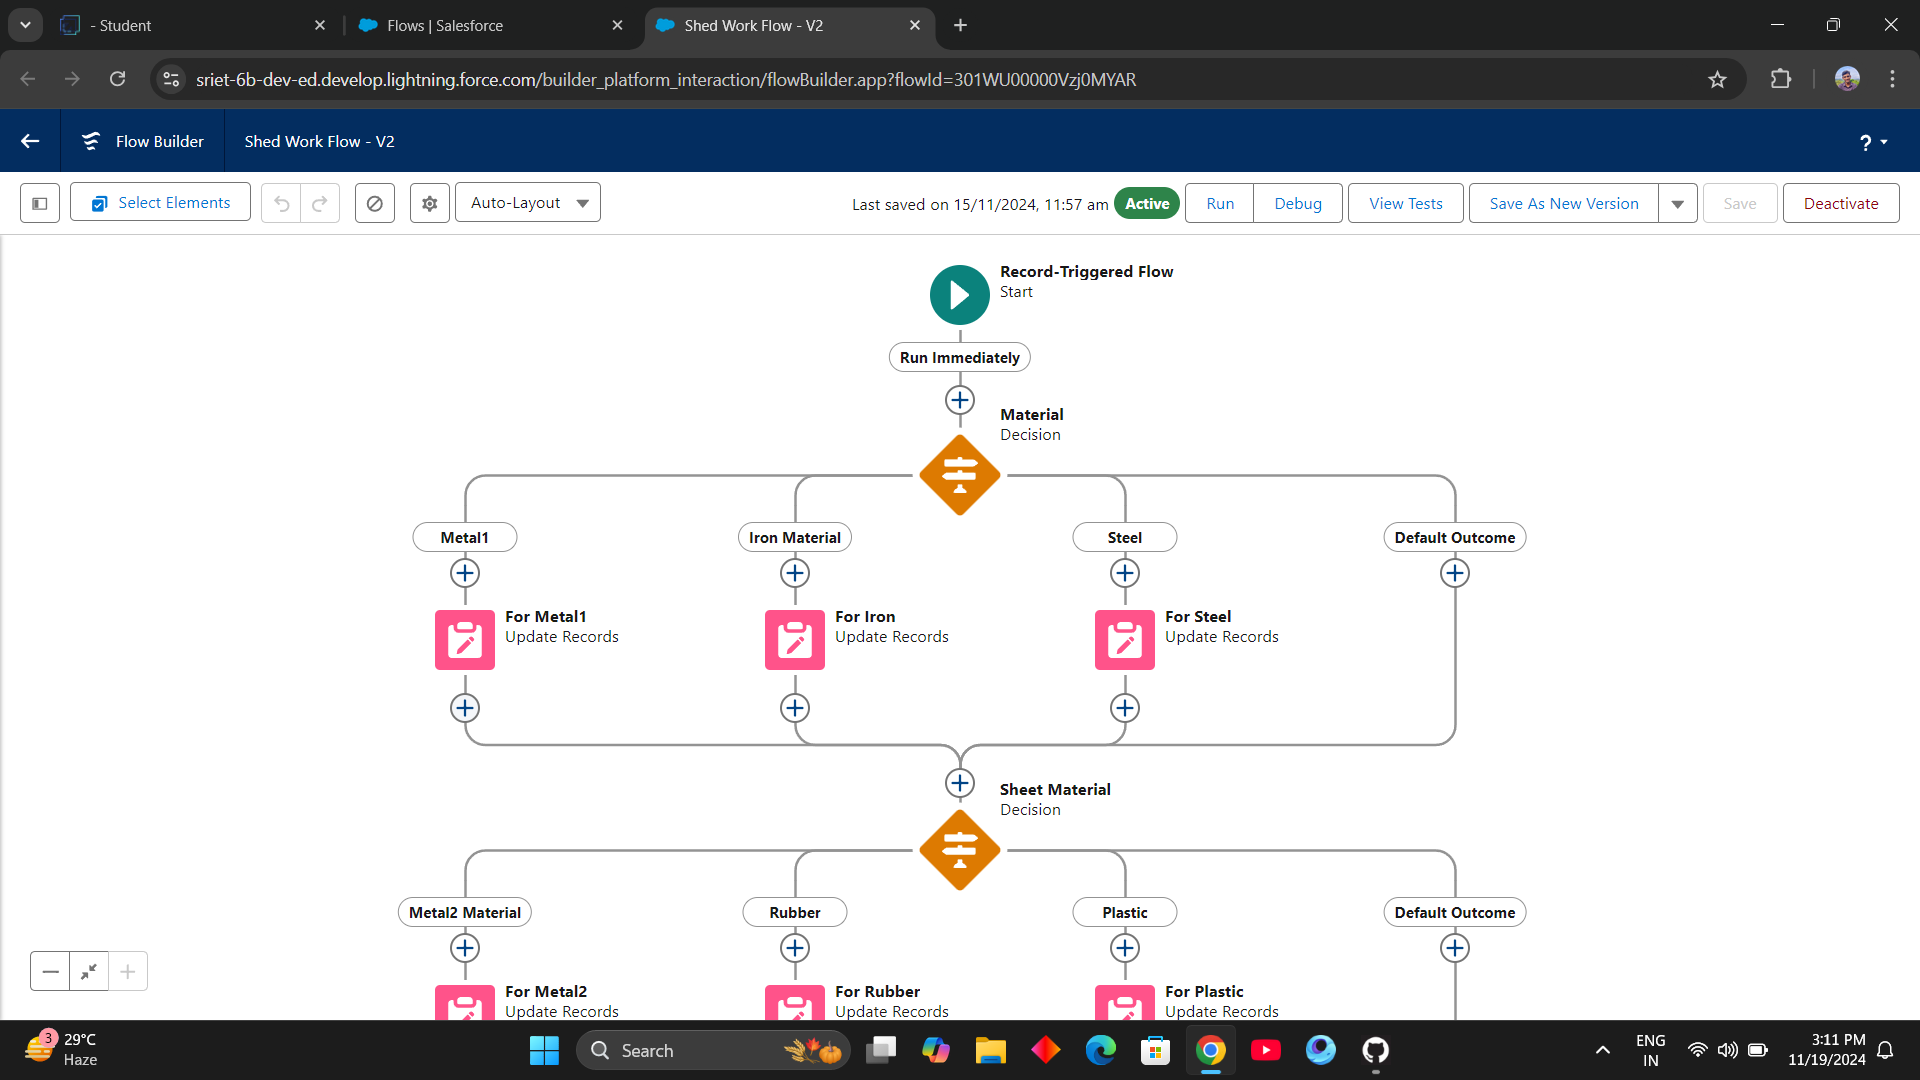 - Student
Flows | Salesforce
Shed Work Flow - V2
sriet-6b-dev-ed.develop.lightning.force.com/builder_platform_interaction/flowBuilder.app?flowId=301WU00000Vzj0MYAR
Flow Builder
Shed Work Flow - V2
?
Select Elements
Auto-Layout
Last saved on 15/11/2024, 11:57 am
Active
Run
Debug
View Tests
Save As New Version
Save
Deactivate
Record-Triggered Flow
Start
Run Immediately
Material
Decision
Metal1
Iron Material
Steel
Default Outcome
For Metal1
Update Records
For Iron
Update Records
For Steel
Update Records
Sheet Material
Decision
Metal2 Material
Rubber
Plastic
Default Outcome
For Metal2
Update Records
For Rubber
Update Records
For Plastic
Update Records
3
29°C
Haze
Search
ENG
IN
3:11 PM
11/19/2024